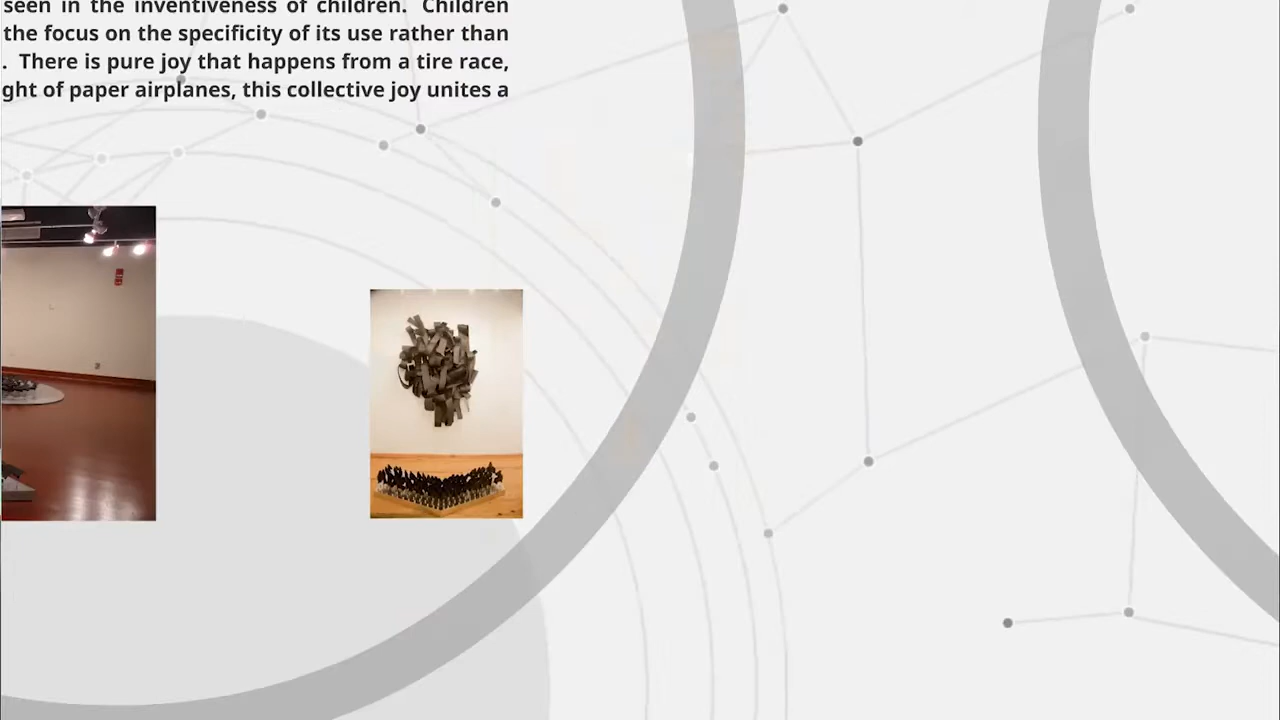 seen in the inventiveness of children. Children
the focus on the specificity of its use rather than
. There is pure joy that happens from a tire race,
ght of paper airplanes, this collective joy unites a